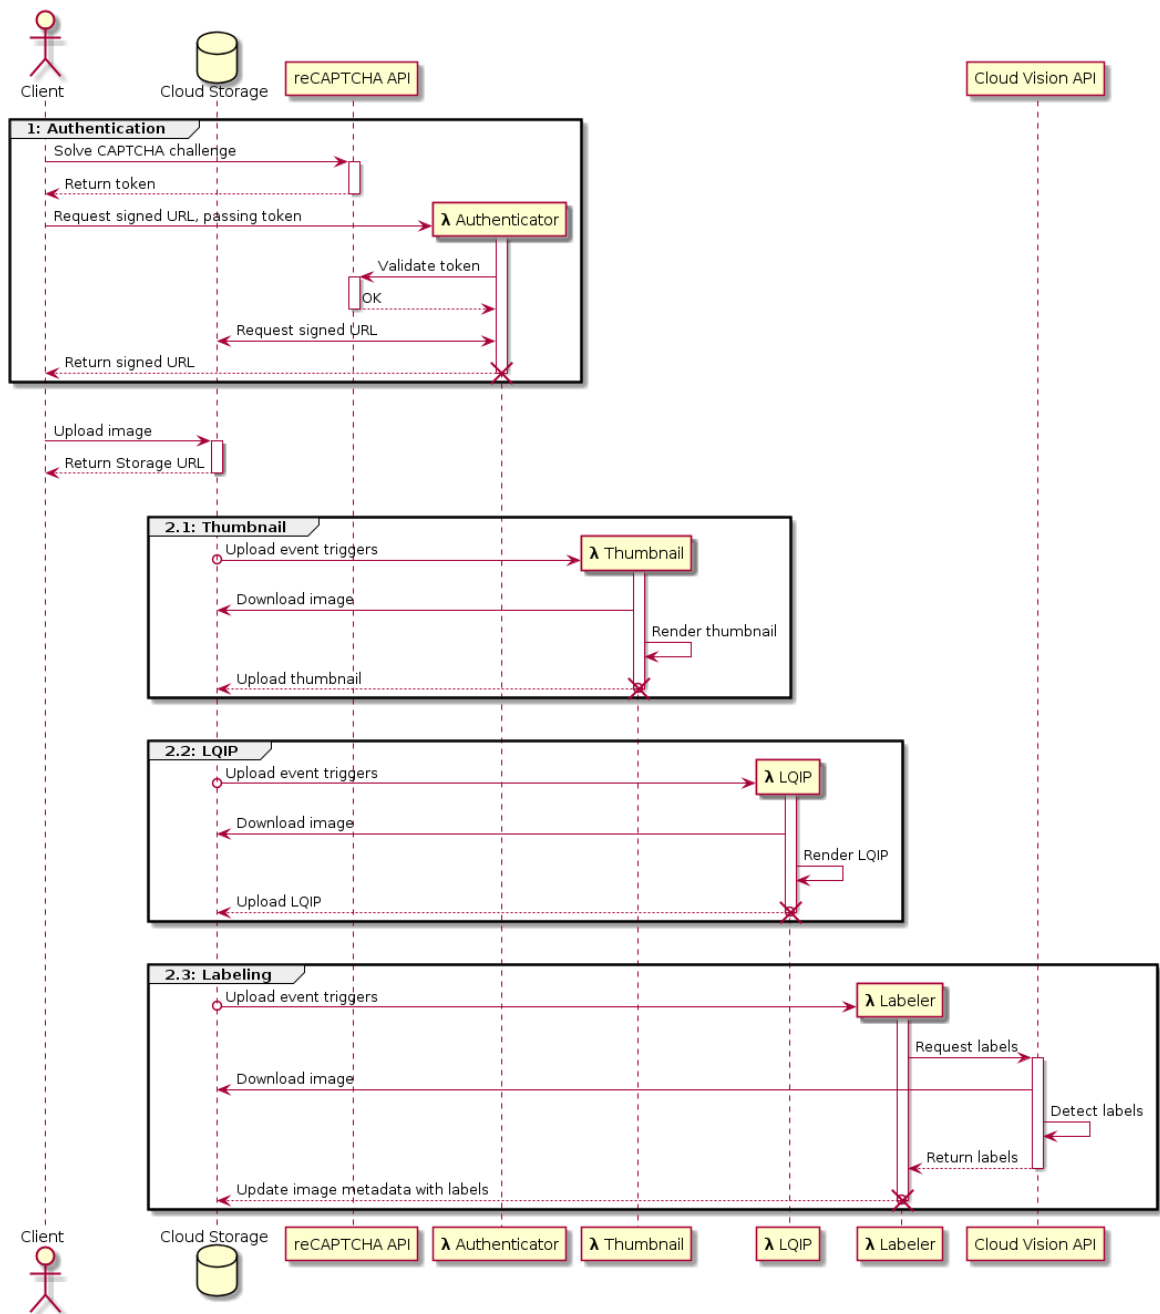 Client
Cloud Storage
reCAPTCHA API
Cloud Vision API
1: Authentication
Solve CAPTCHA challenge
Return token
Request signed URL, passing token
λ Authenticator
Validate token
OK
Request signed URL
Return signed URL
Upload image
Return Storage URL
2.1: Thumbnail
Upload event triggers
λ Thumbnail
Download image
Render thumbnail
Upload thumbnail
2.2: LQIP
Upload event triggers
λ LQIP
Download image
Render LQIP
Upload LQIP
2.3: Labeling
Upload event triggers
λ Labeler
Request labels
Download image
Detect labels
Return labels
Update image metadata with labels
Client
Cloud Storage
reCAPTCHA API
λ Authenticator
λ Thumbnail
λ LQIP
λ Labeler
Cloud Vision API